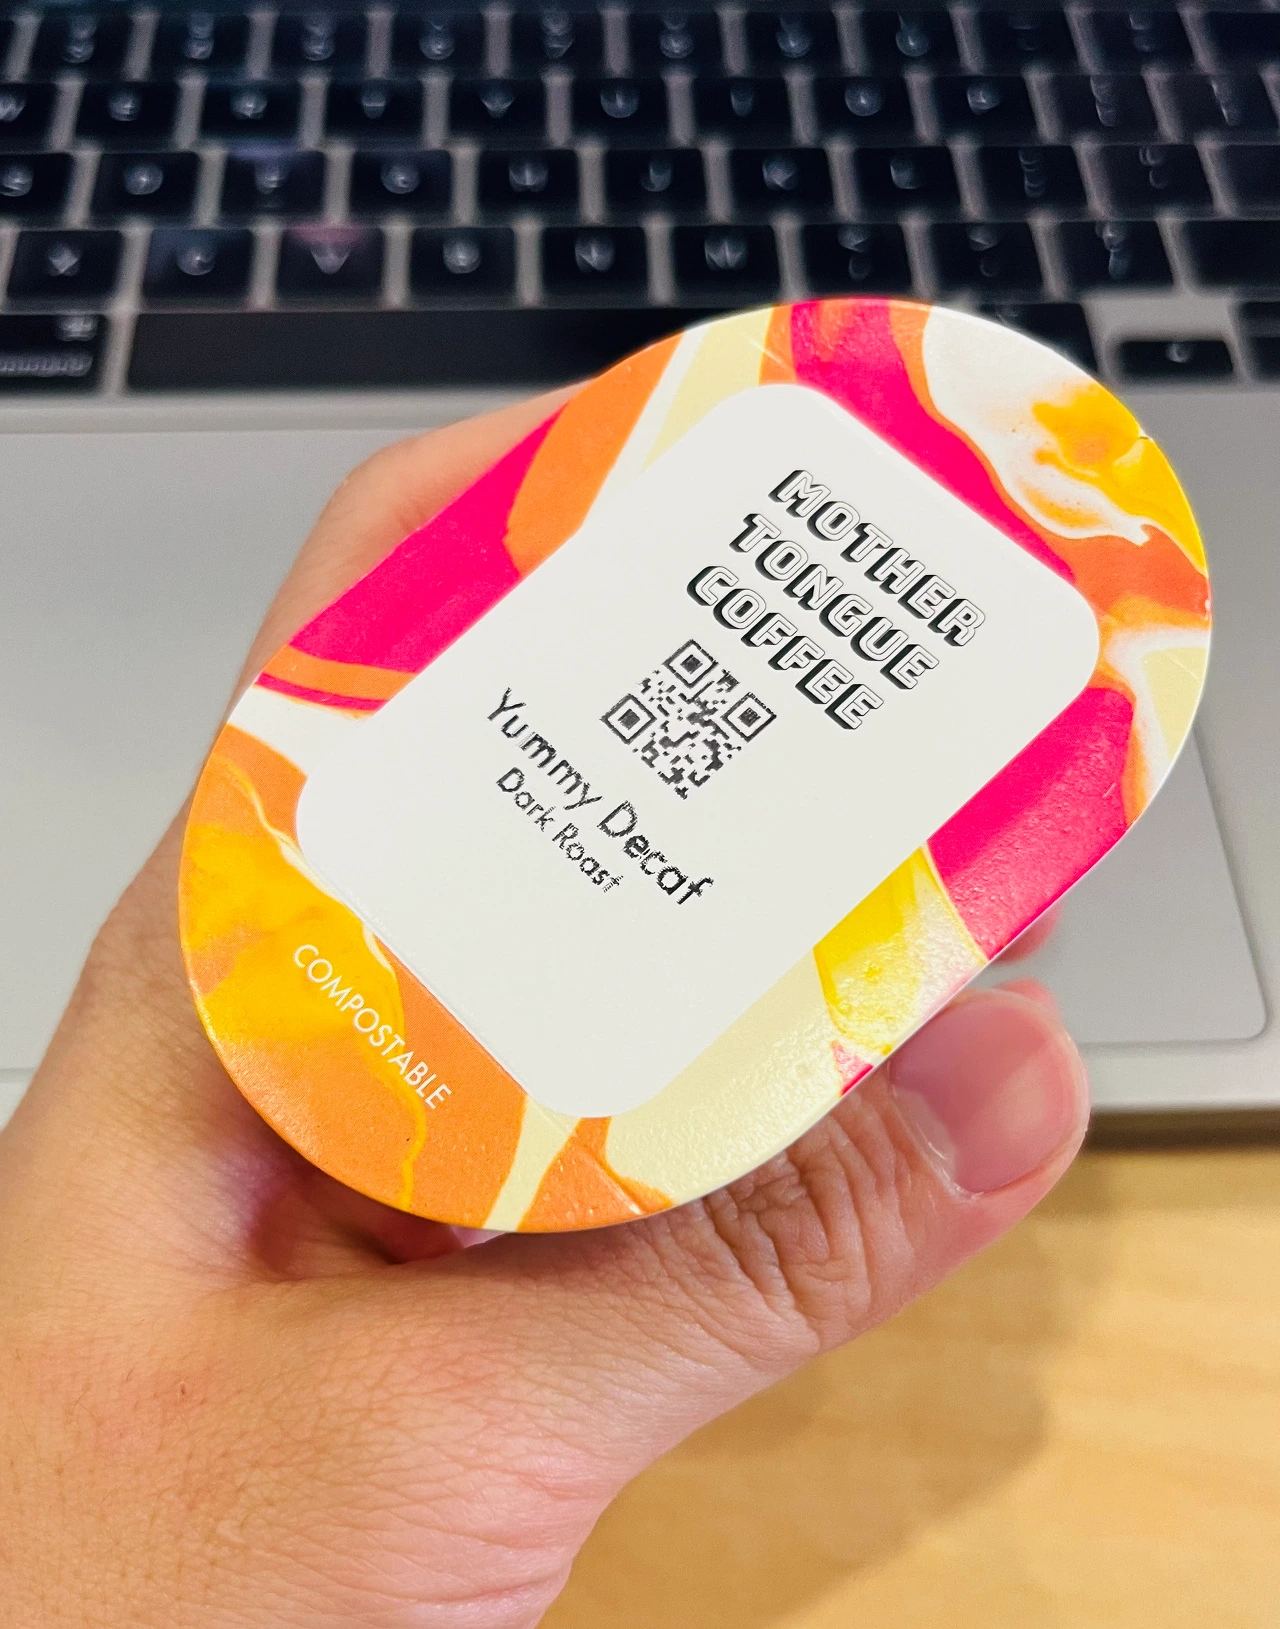 MOTHER
TONGUE
COFFEE
Yummy Decaf
Dark Roast
COMPOSTABLE